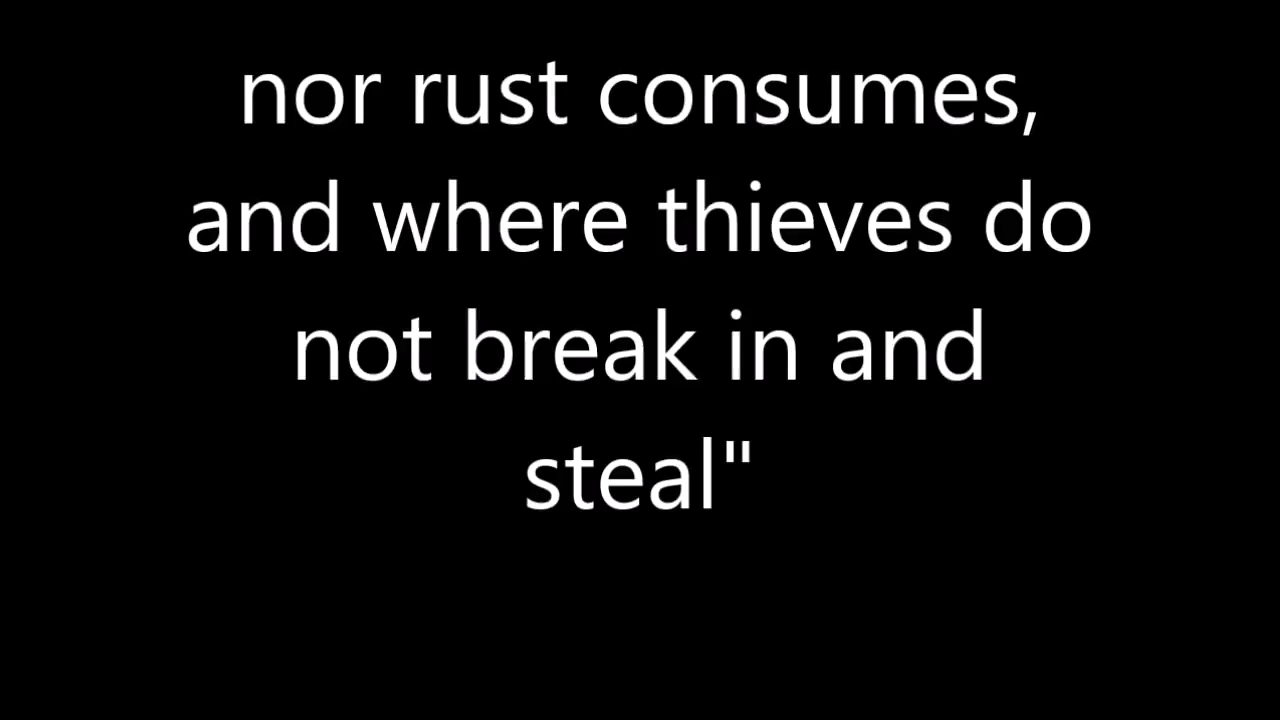 nor rust consumes,
and where thieves do
not break in and
steal"